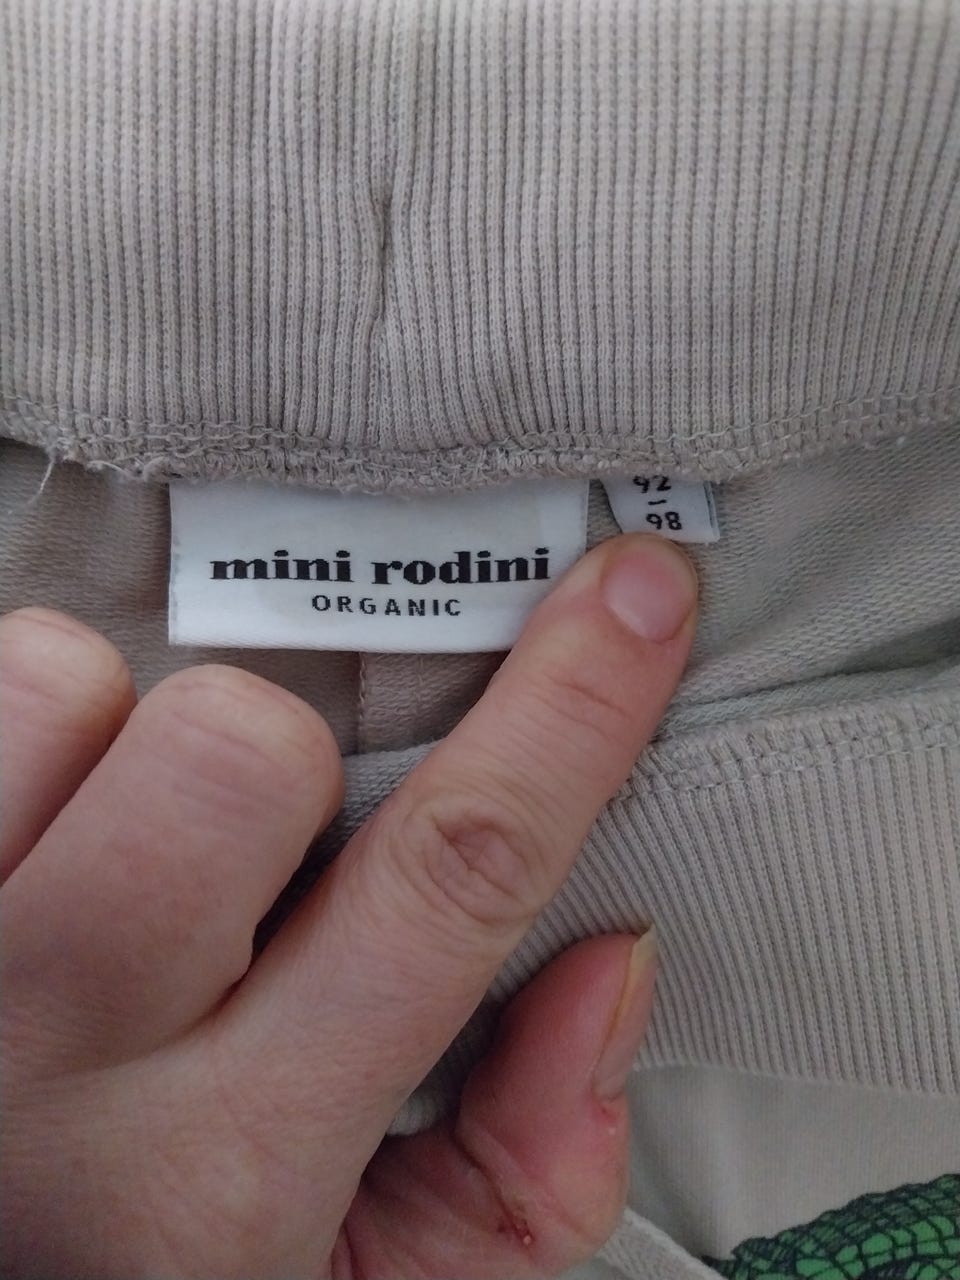 mini rodini
ORGANIC
92
–
98